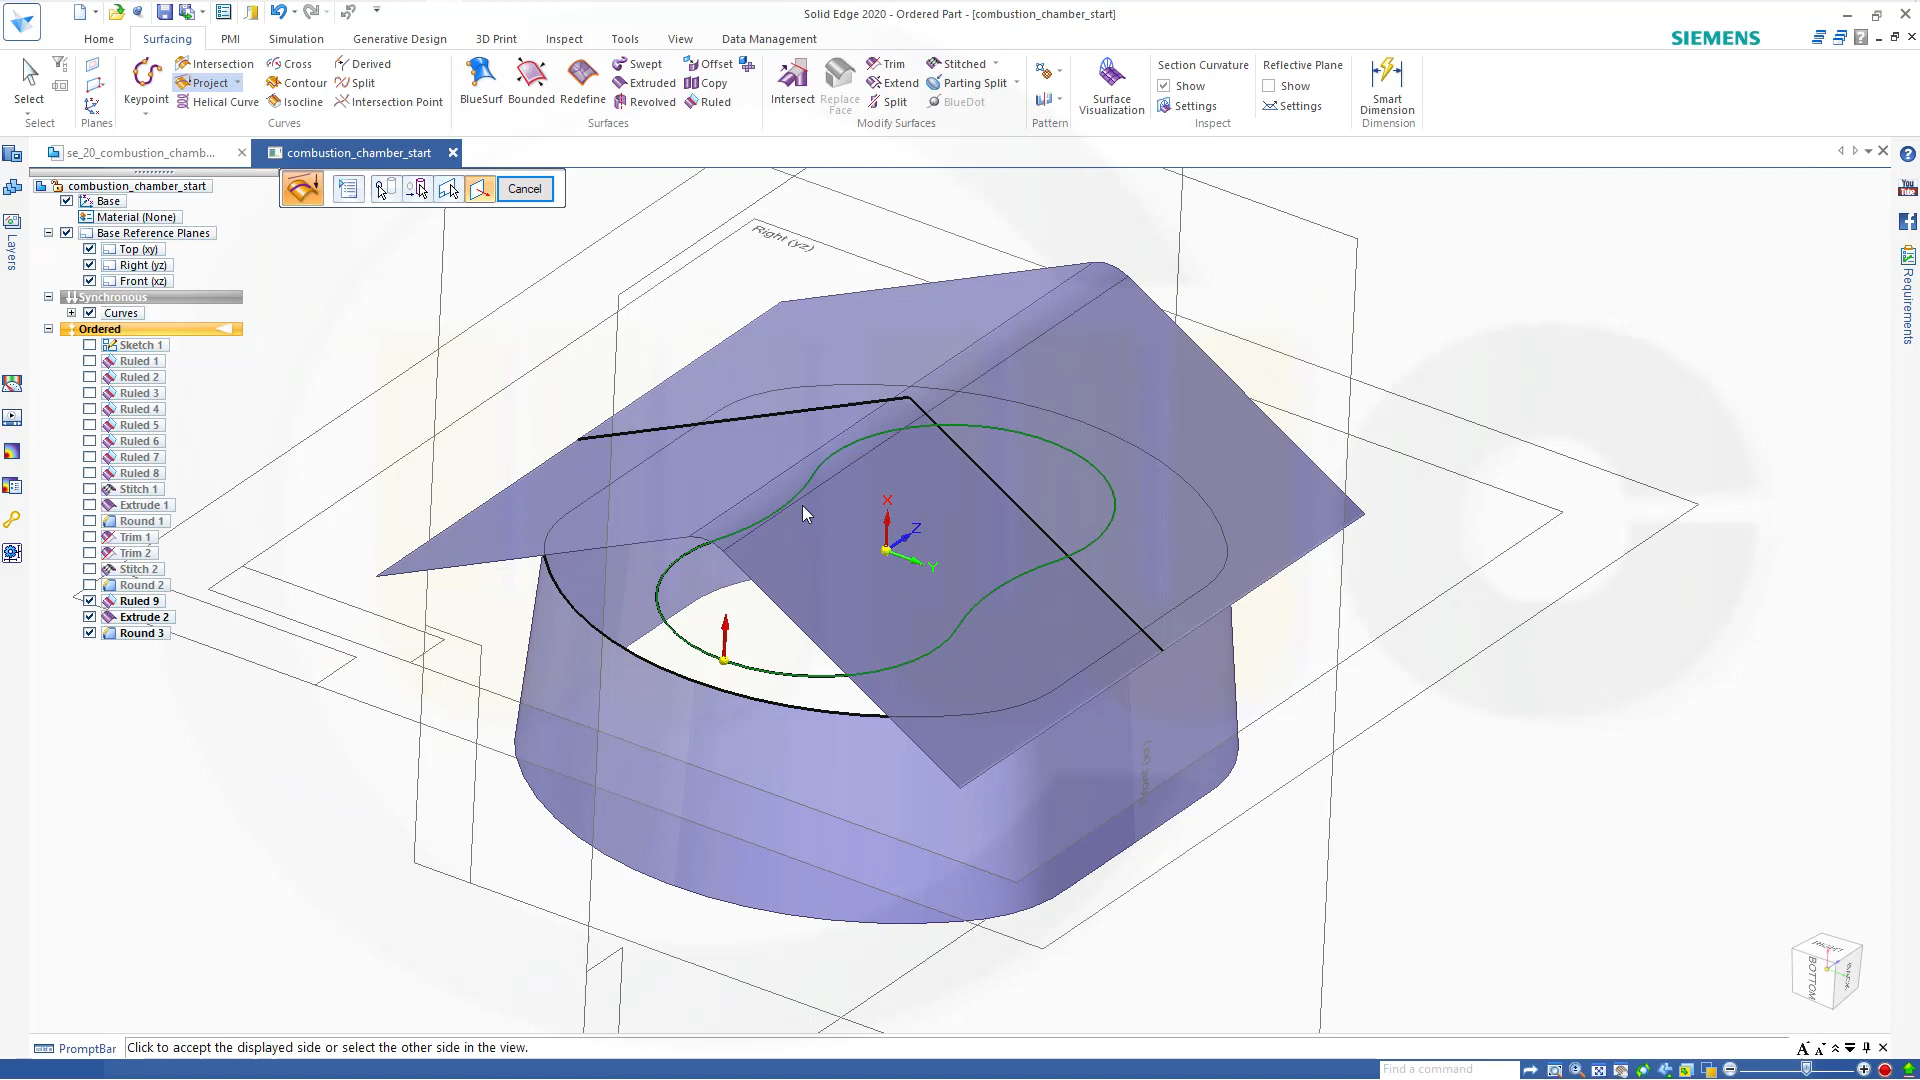 Solid Edge 2020 - Ordered Part - [combustion_chamber_start]
Home Surfacing PMI Simulation Generative Design 3D Print Inspect Tools View Data Management
SIEMENS
Select
Select
Planes
Keypoint
Intersection
Project
Helical Curve
Cross
Contour
Isocline
Derived
Split
Intersection Point
Curves
BlueSurf
Bounded
Redefine
Swept
Extruded
Revolved
Offset
Copy
Ruled
Surfaces
Intersect
Replace
Face
Trim
Extend
Split
Stitched
Parting Split
BlueDot
Modify Surfaces
Pattern
Surface
Visualization
Section Curvature
Show
Settings
Inspect
Reflective Plane
Show
Settings
Smart
Dimension
Dimension
se_20_combustion_chamb...
combustion_chamber_start
Cancel
combustion_chamber_start
Base
Material (None)
Base Reference Planes
Top (xy)
Right (yz)
Front (xz)
Synchronous
Curves
Ordered
Sketch 1
Ruled 1
Ruled 2
Ruled 3
Ruled 4
Ruled 5
Ruled 6
Ruled 7
Ruled 8
Stitch 1
Extrude 1
Round 1
Trim 1
Trim 2
Stitch 2
Round 2
Ruled 9
Extrude 2
Round 3
Layers
You
Tube
Requirements
Right (yz)
X
Z
Y
RIGHT
BOTTOM
BACK
PromptBar
Click to accept the displayed side or select the other side in the view.
Find a command